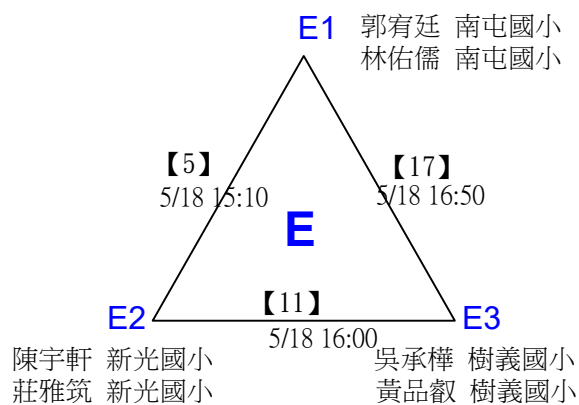 E1
郭宥廷 南屯國小
林佑儒 南屯國小
【5】
5/18 15:10
【17】
5/18 16:50
E
E2
【11】
E3
5/18 16:00
陳宇軒 新光國小
莊雅筑 新光國小
吳承樺 樹義國小
黃品叡 樹義國小